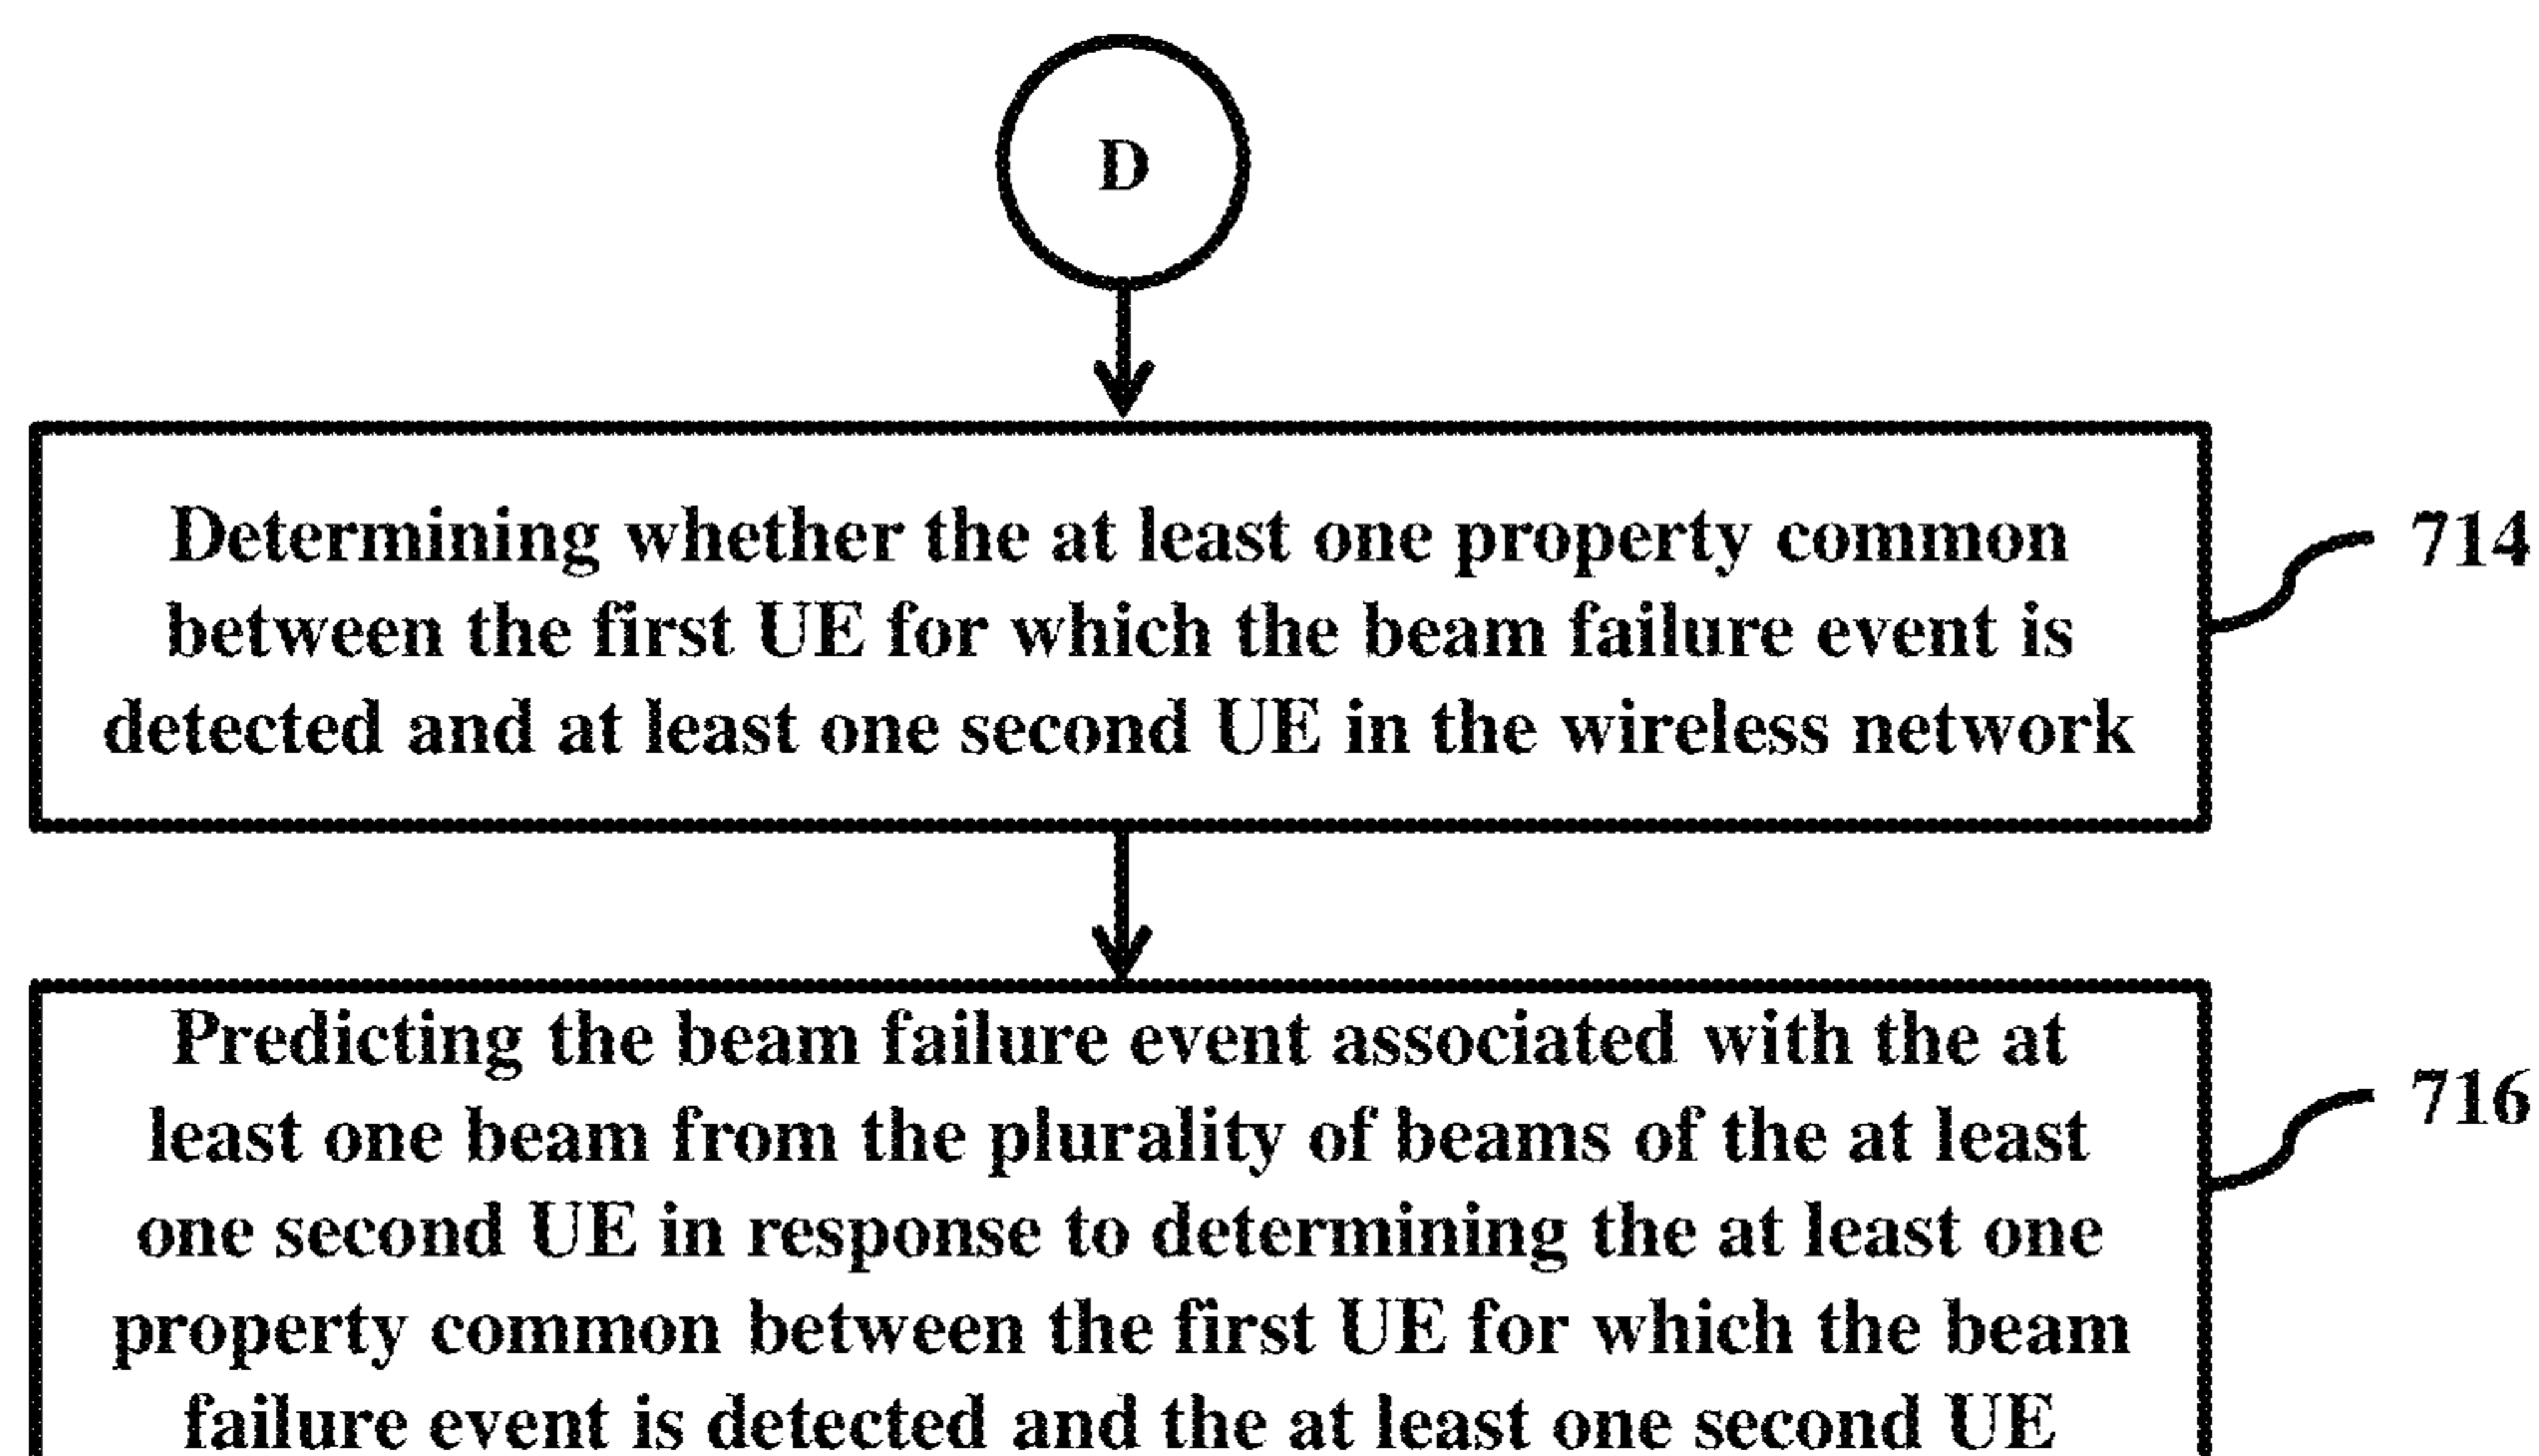 D
Determining whether the at least one property common
between the first UE for which the beam failure event is
detected and at least one second UE in the wireless network
714
Predicting the beam failure event associated with the at
least one beam from the plurality of beams of the at least
one second UE in response to determining the at least one
property common between the first UE for which the beam
failure event is detected and the at least one second UE
716